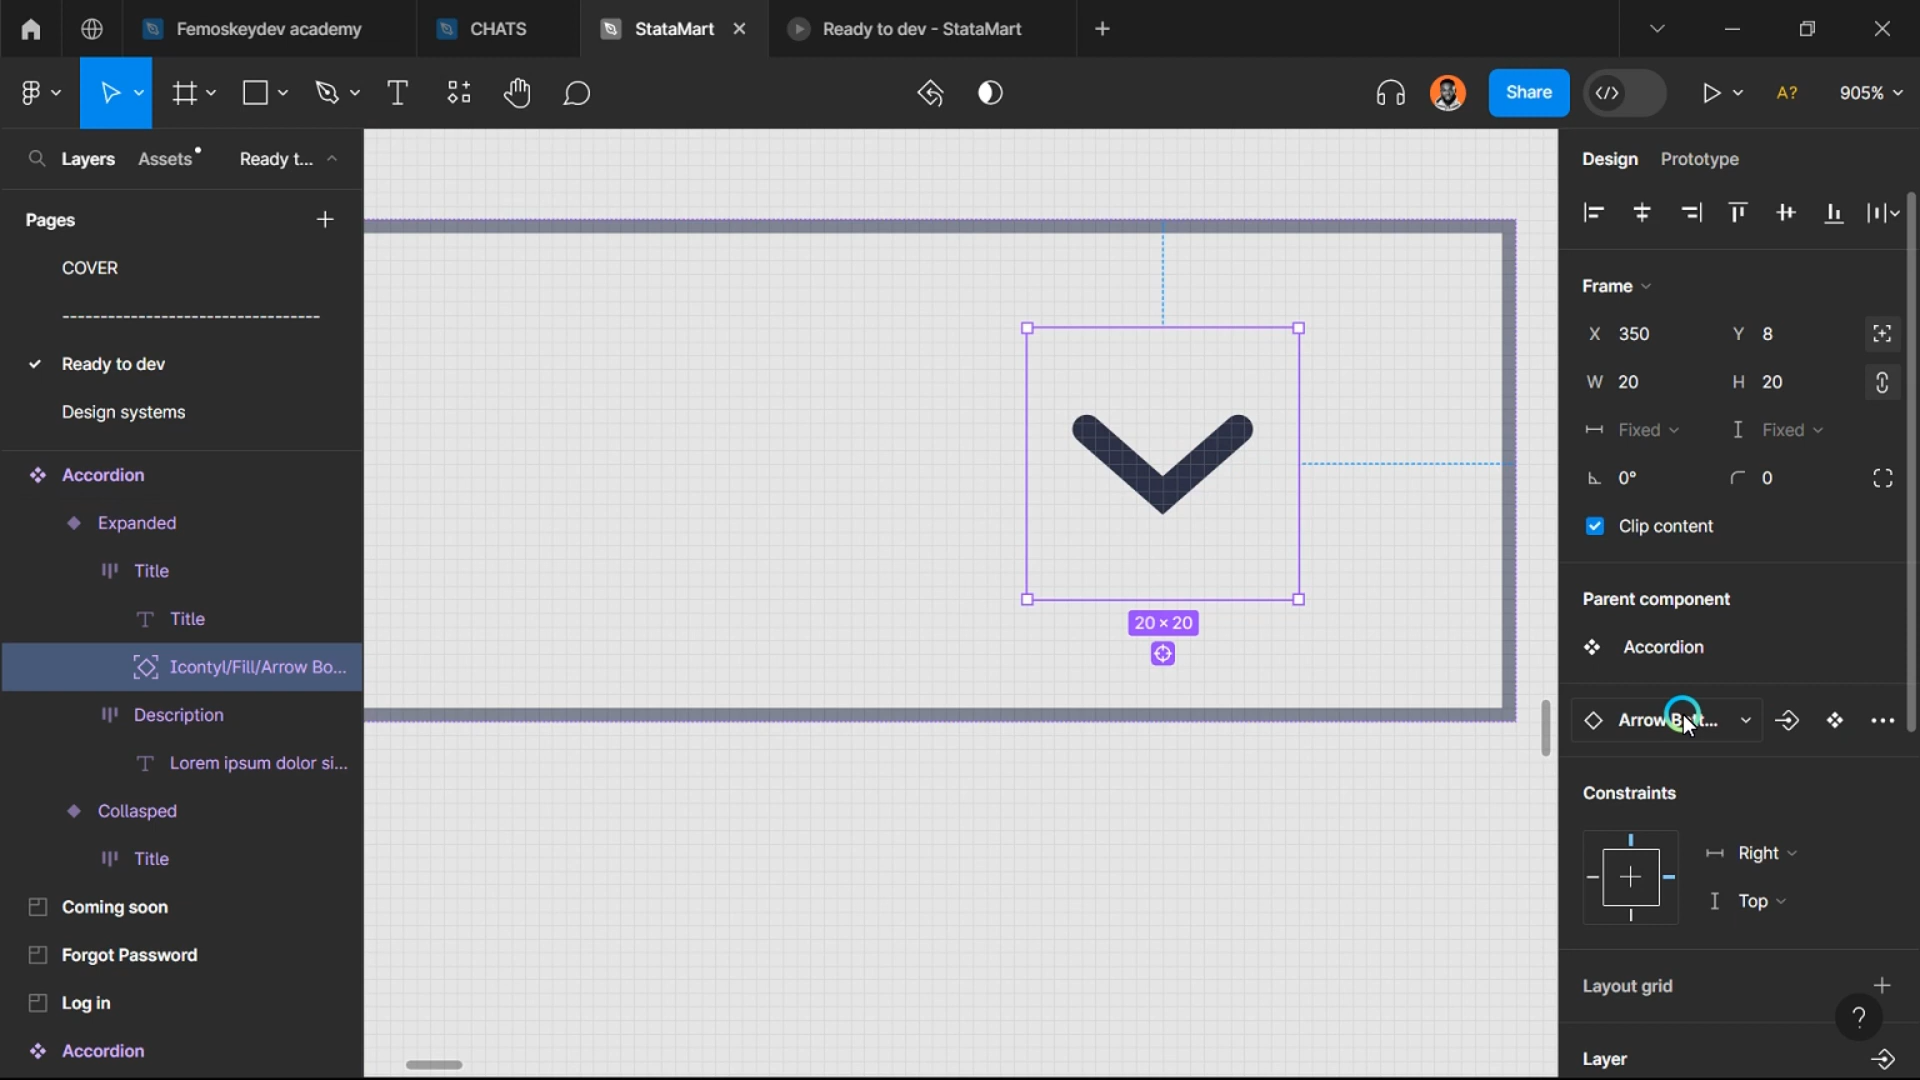 Femoskeydev academy
CHATS
StataMart
Ready to dev - StataMart
Share
A?
905%
Layers
Assets
Ready t...
Pages
COVER
---------------------------------
Ready to dev
Design systems
Accordion
Expanded
Title
Title
Icontyl/Fill/Arrow Bo...
Description
Lorem ipsum dolor si...
Collasped
Title
Coming soon
Forgot Password
Log in
Accordion
20 × 20
Design
Prototype
Frame
X 350
Y 8
W 20
H 20
Fixed
Fixed
0°
0
Clip content
Parent component
Accordion
Arrow Bott...
Constraints
Right
Top
Layout grid
?
Layer